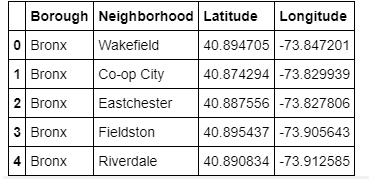 Borough Neighborhood Latitude Longitude
0 Bronx Wakefield 40.894705 -73.847201
1 Bronx Co-op City 40.874294 -73.829939
2 Bronx Eastchester 40.887556 -73.827806
3 Bronx Fieldston 40.895437 -73.905643
4 Bronx Riverdale 40.890834 -73.912585